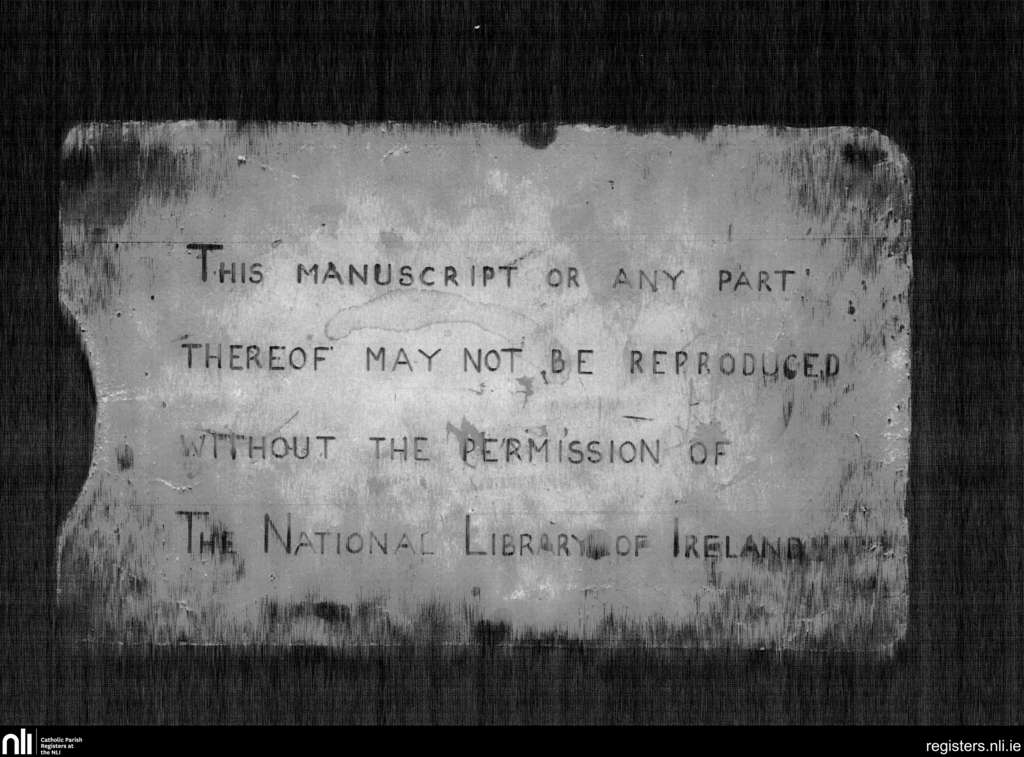 THIS MANUSCRIPT OR ANY PART
THEREOF MAY NOT BE REPRODUCED
WITHOUT THE PERMISSION OF
THE NATIONAL LIBRARY OF IRELAND
nli
Catholic Parish
Registers at
the NLI
registers.nli.ie